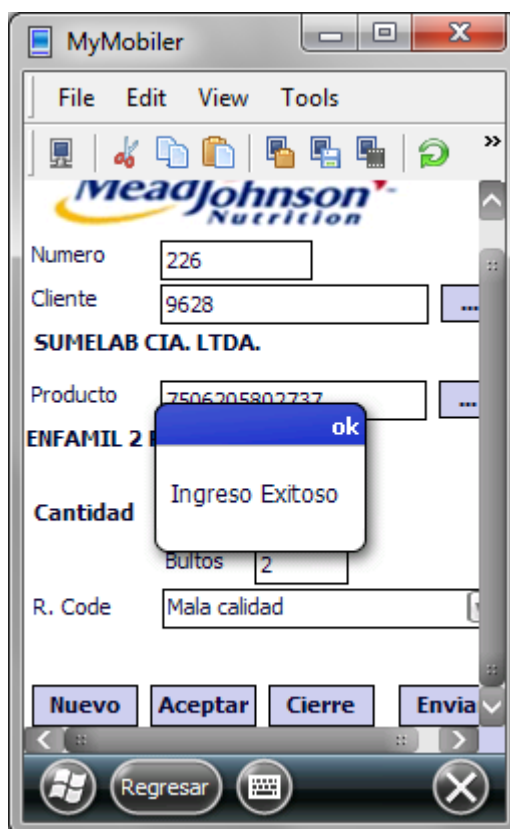 MyMobiler
File Edit View Tools
MeadJohnson
Nutrition
Numero 226
Cliente 9628 ...
SUMELAB CIA. LTDA.
Producto 7506205802737 ...
ENFAMIL 2
ok
Ingreso Exitoso
Cantidad
Bultos 2
R. Code Mala calidad
Nuevo Aceptar Cierre Envia
Regresar